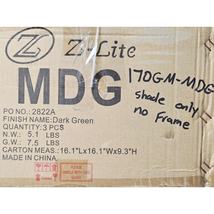 Z Z-Lite
MDG
170GM-MDG
shade only
no Frame
PO NO.: 2822A
FINISH NAME: Dark Green
QUANTITY: 3 PCS
N.W.: 5.1 LBS
G.W.: 7.5 LBS
CARTON MEAS.: 16.1"Lx16.1"Wx9.3"H
MADE IN CHINA